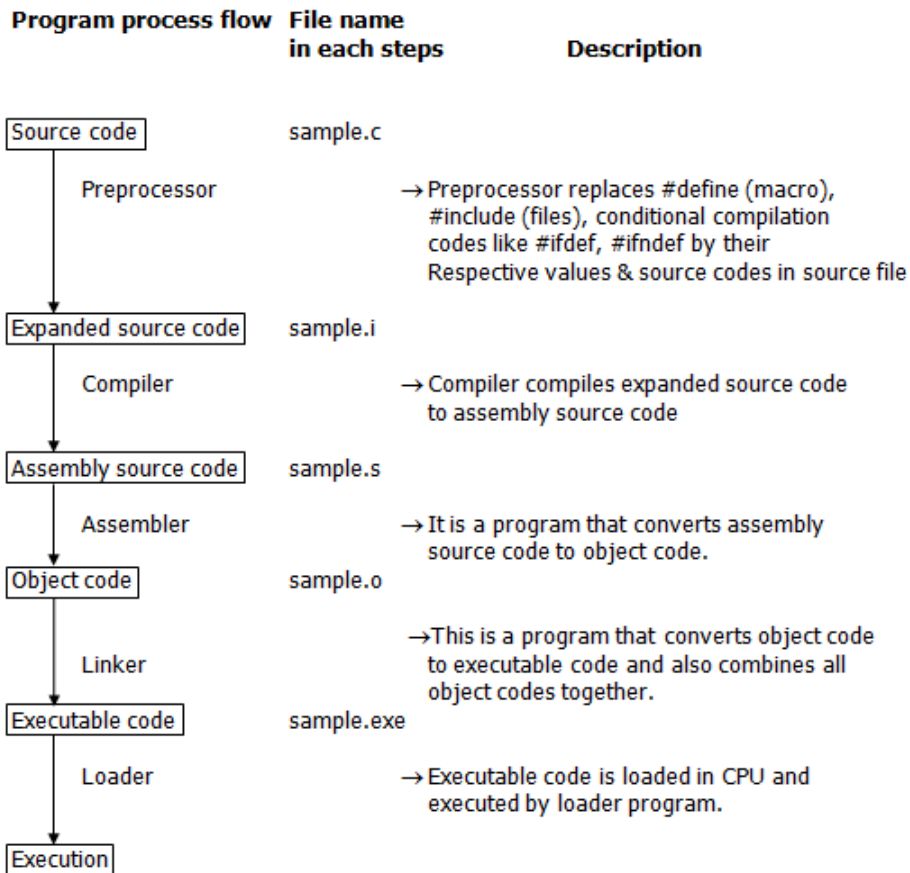 Program process flow File name
in each steps Description
Source code sample.c
Preprocessor → Preprocessor replaces #define (macro),
#include (files), conditional compilation
codes like #ifdef, #ifndef by their
Respective values & source codes in source file
Expanded source code sample.i
Compiler → Compiler compiles expanded source code
to assembly source code
Assembly source code sample.s
Assembler → It is a program that converts assembly
source code to object code.
Object code sample.o
→This is a program that converts object code
Linker to executable code and also combines all
object codes together.
Executable code sample.exe
Loader → Executable code is loaded in CPU and
executed by loader program.
Execution